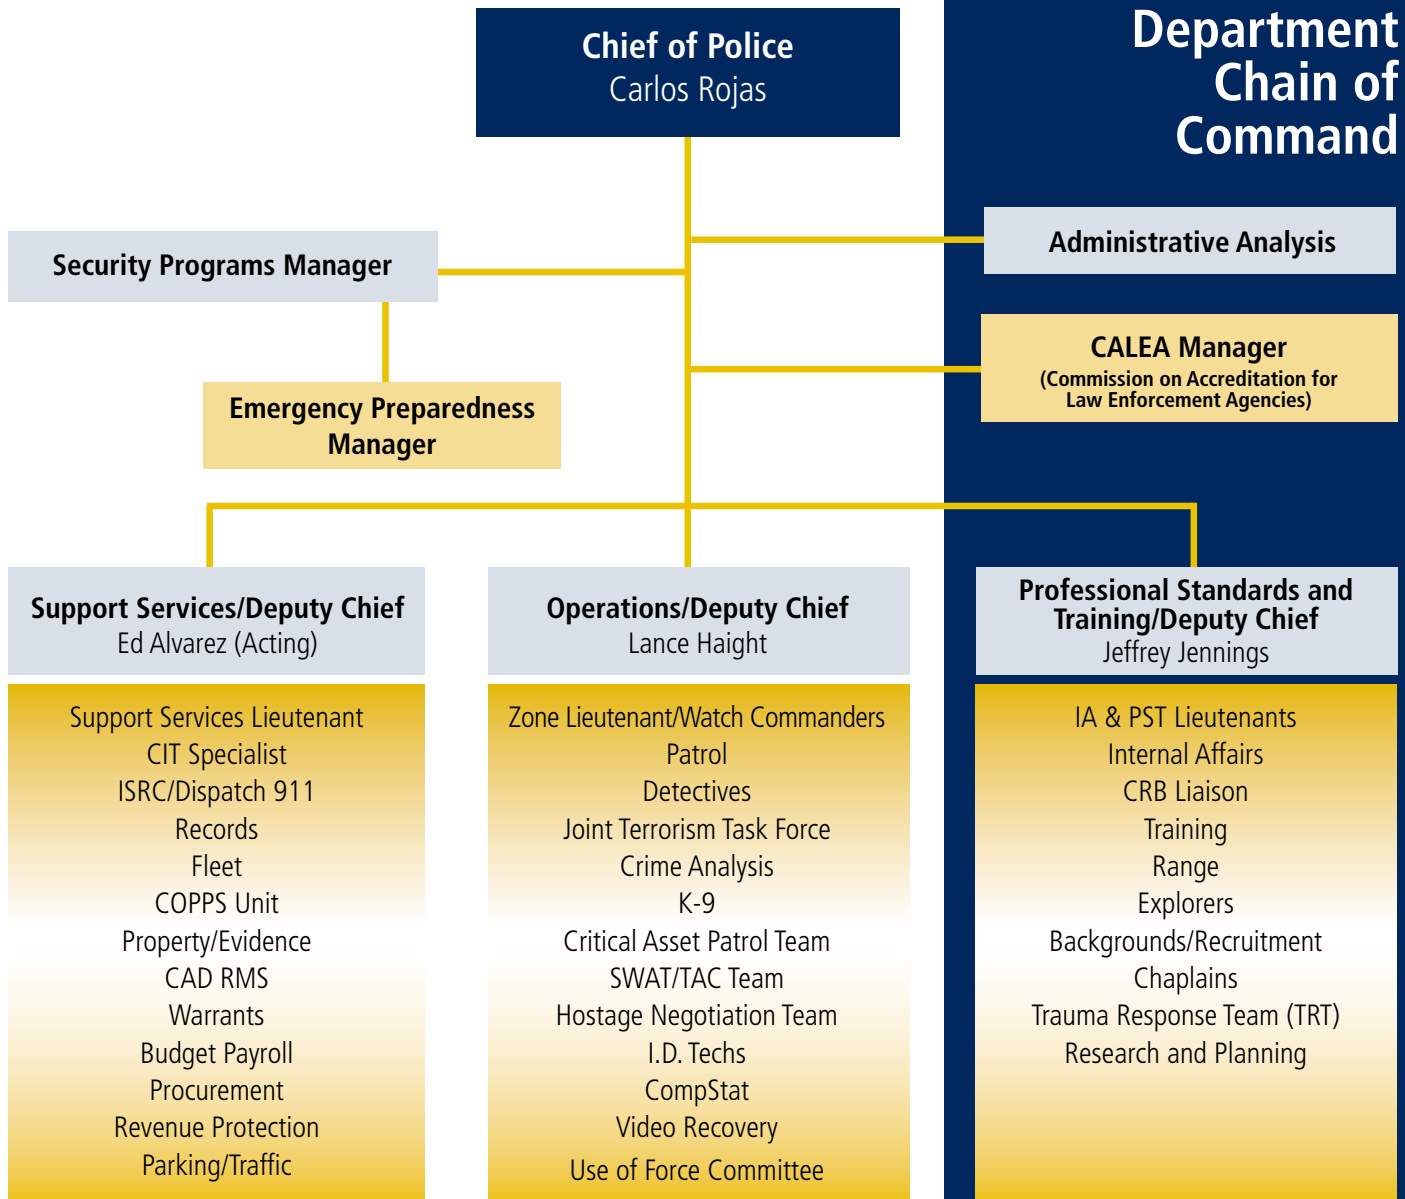 Chief of Police
Carlos Rojas
Department
Chain of
Command
Administrative Analysis
Security Programs Manager
CALEA Manager
(Commission on Accreditation for
Law Enforcement Agencies)
Emergency Preparedness
Manager
Support Services/Deputy Chief
Ed Alvarez (Acting)
Support Services Lieutenant
CIT Specialist
ISRC/Dispatch 911
Records
Fleet
COPPS Unit
Property/Evidence
CAD RMS
Warrants
Budget Payroll
Procurement
Revenue Protection
Parking/Traffic
Operations/Deputy Chief
Lance Haight
Zone Lieutenant/Watch Commanders
Patrol
Detectives
Joint Terrorism Task Force
Crime Analysis
K-9
Critical Asset Patrol Team
SWAT/TAC Team
Hostage Negotiation Team
I.D. Techs
CompStat
Video Recovery
Use of Force Committee
Professional Standards and
Training/Deputy Chief
Jeffrey Jennings
IA & PST Lieutenants
Internal Affairs
CRB Liaison
Training
Range
Explorers
Backgrounds/Recruitment
Chaplains
Trauma Response Team (TRT)
Research and Planning